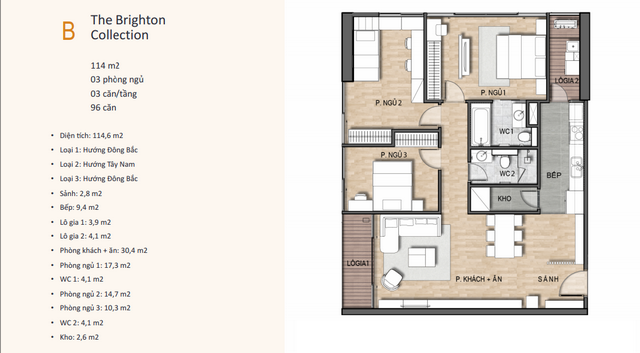 B
The Brighton
Collection
114 m2
03 phòng ngủ
03 căn/tầng
96 căn
• Diện tích: 114,6 m2
• Loại 1: Hướng Đông Bắc
• Loại 2: Hướng Tây Nam
• Loại 3: Hướng Đông Bắc
• Sảnh: 2,8 m2
• Bếp: 9,4 m2
• Lô gia 1: 3,9 m2
• Lô gia 2: 4,1 m2
• Phòng khách + ăn: 30,4 m2
• Phòng ngủ 1: 17,3 m2
• WC 1: 4,1 m2
• Phòng ngủ 2: 14,7 m2
• Phòng ngủ 3: 10,3 m2
• WC 2: 4,1 m2
• Kho: 2,6 m2
LÔGIA 2
P. NGỦ 1
P. NGỦ 2
WC 1
P. NGỦ 3
WC 2
BẾP
KHO
LÔGIA 1
P. KHÁCH + ĂN
SẢNH